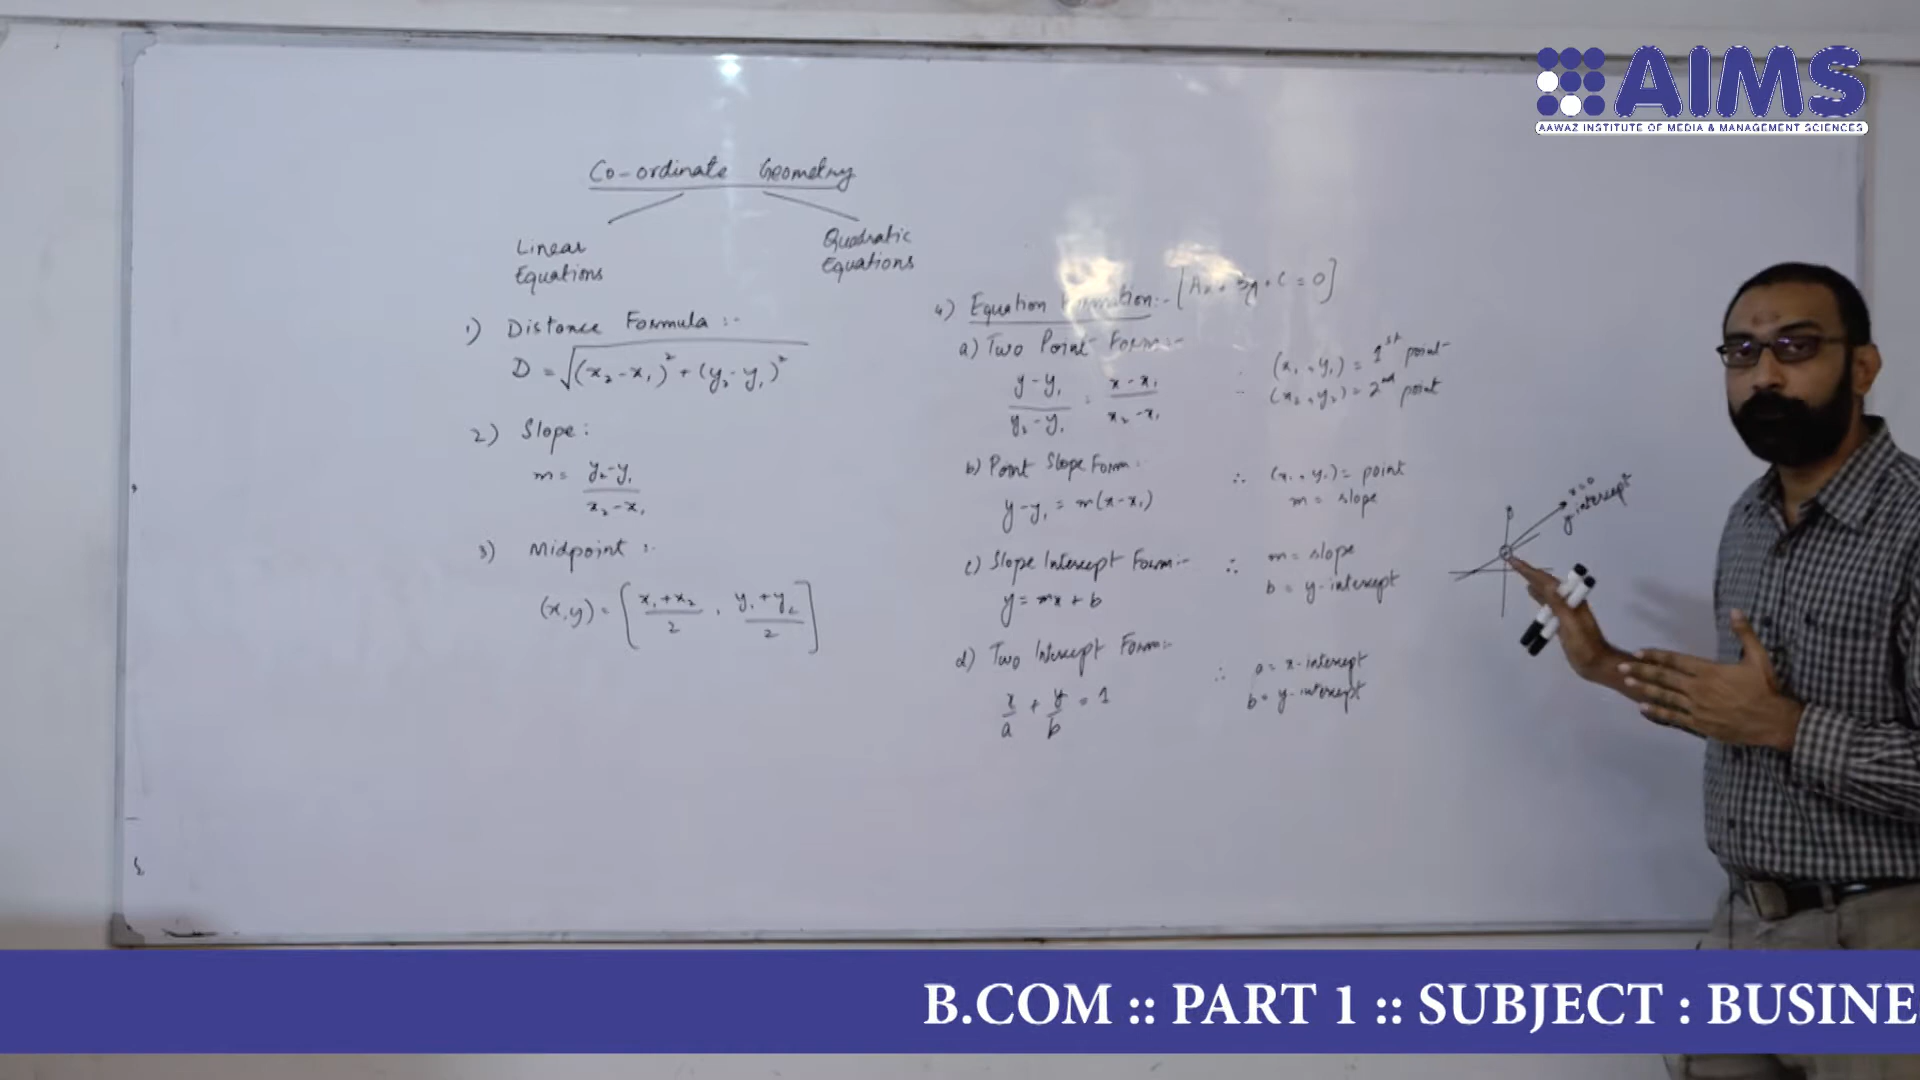 AIMS
AAWAZ INSTITUTE OF MEDIA & MANAGEMENT SCIENCES
Co-ordinate Geometry
Linear Equations
Quadratic Equations
1) Distance Formula :-
D = √(x₂-x₁)² + (y₂-y₁)²
2) Slope :
m = y₂-y₁ / x₂-x₁
3) Midpoint :-
(x,y) = [x₁+x₂ / 2 , y₁+y₂ / 2]
4) Equation Formation :- [Ax + By + C = 0]
a) Two Point Form :-
y-y₁ / y₂-y₁ = x-x₁ / x₂-x₁
(x₁, y₁) = 1st point
(x₂, y₂) = 2nd point
b) Point Slope Form :-
y-y₁ = m(x-x₁)
∴ (x₁, y₁) = point
m = slope
c) Slope Intercept Form :-
y = mx + b
∴ m = slope
b = y-intercept
d) Two Intercept Form :-
x/a + y/b = 1
∴ a = x-intercept
b = y-intercept
x=0
y intercept
B.COM :: PART 1 :: SUBJECT : BUSINE